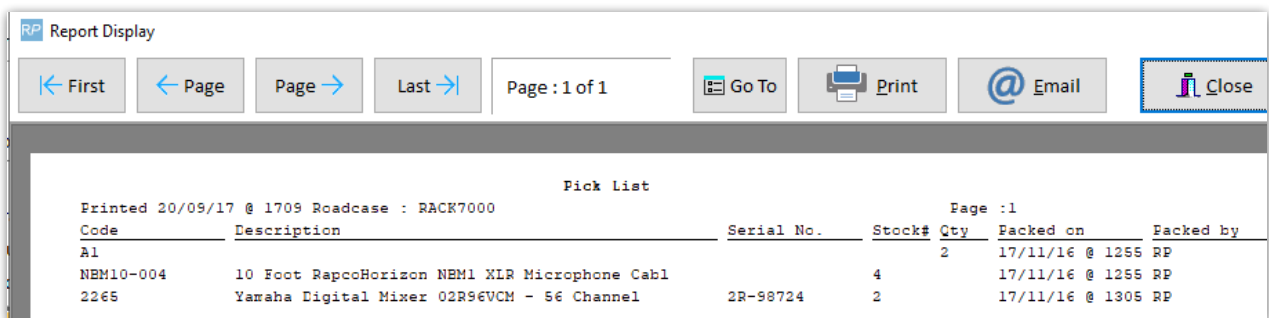 RP Report Display
First Page Page Last Page : 1 of 1 Go To Print @ Email Close
Pick List
Printed 20/09/17 @ 1709 Roadcase : RACK7000 Page :1
Code Description Serial No. Stock# Qty Packed on Packed by
A1 2 17/11/16 @ 1255 RP
NBM10-004 10 Foot RapcoHorizon NBM1 XLR Microphone Cabl 4 17/11/16 @ 1255 RP
2265 Yamaha Digital Mixer 02R96VCM - 56 Channel 2R-98724 2 17/11/16 @ 1305 RP